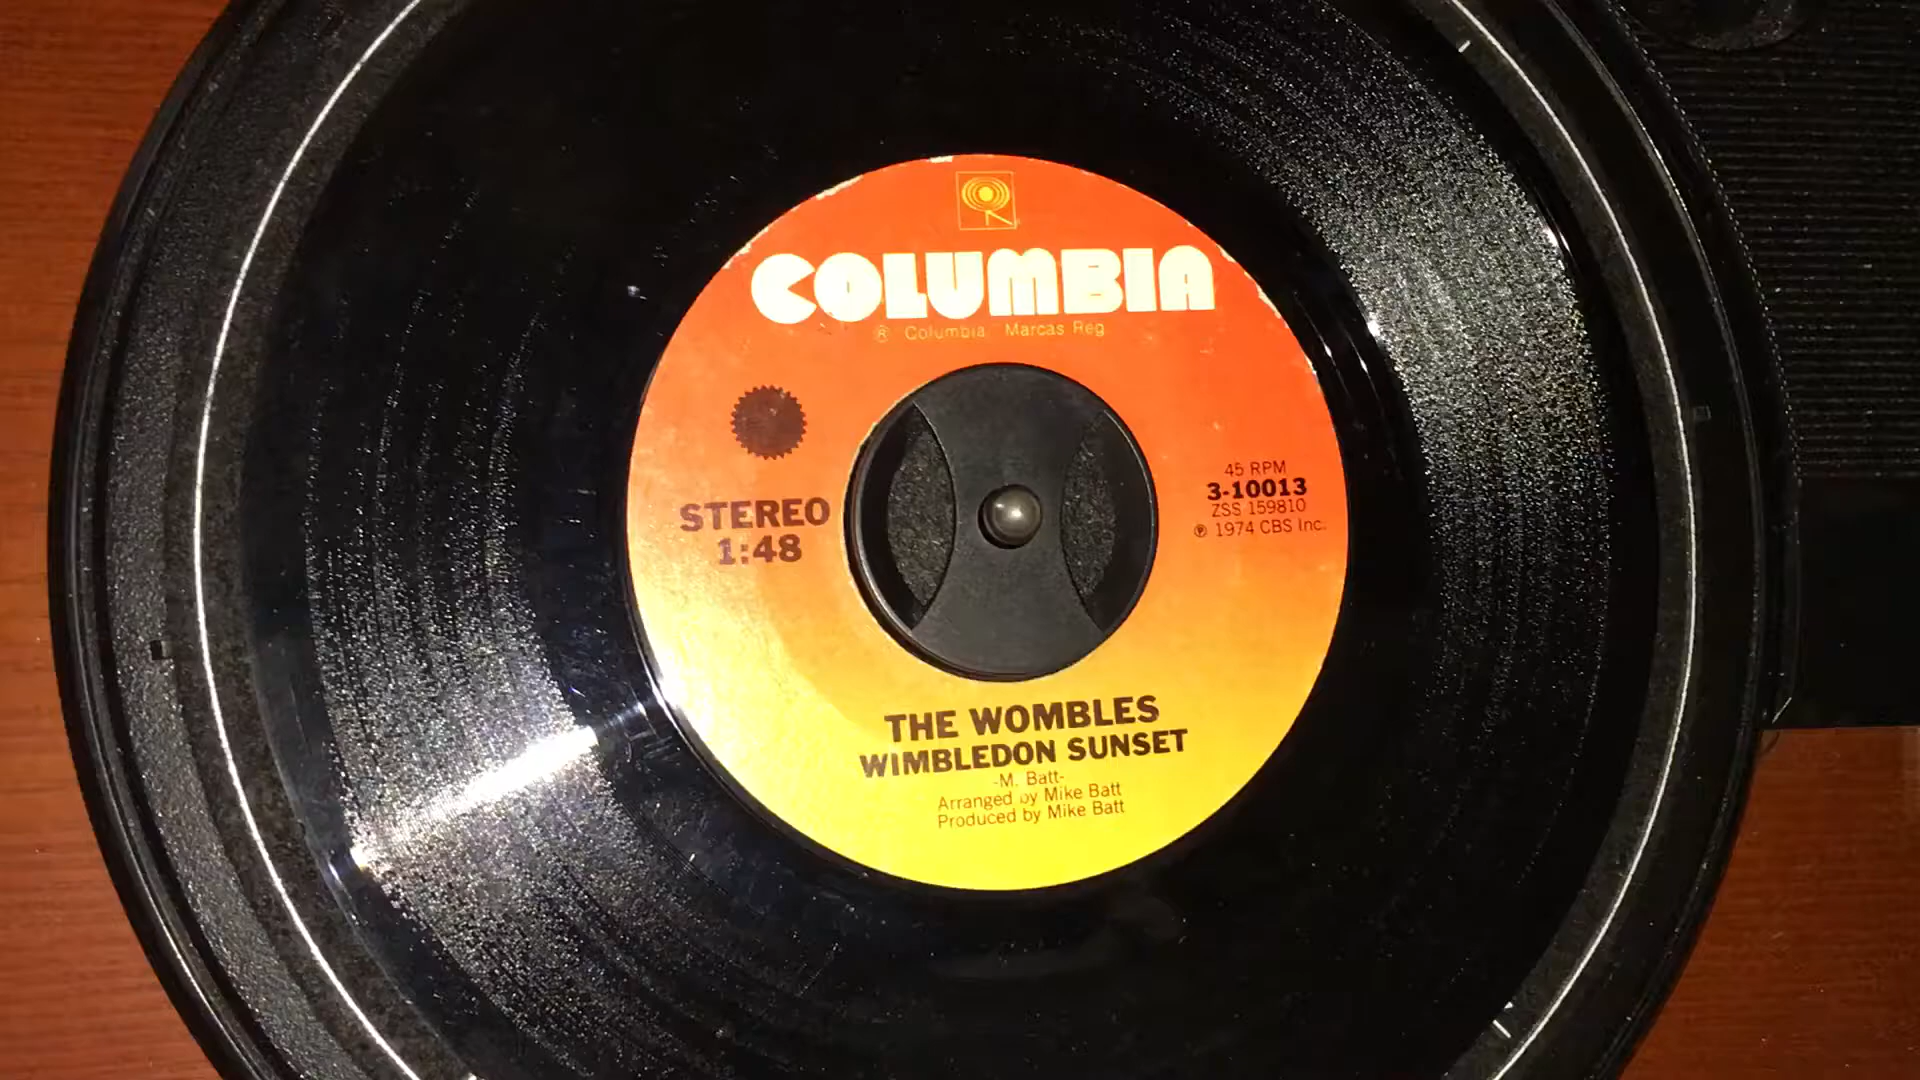 COLUMBIA
® Columbia Marcas Reg
STEREO
1:48
45 RPM
3-10013
ZSS 159810
℗ 1974 CBS Inc.
THE WOMBLES
WIMBLEDON SUNSET
-M. Batt-
Arranged by Mike Batt
Produced by Mike Batt